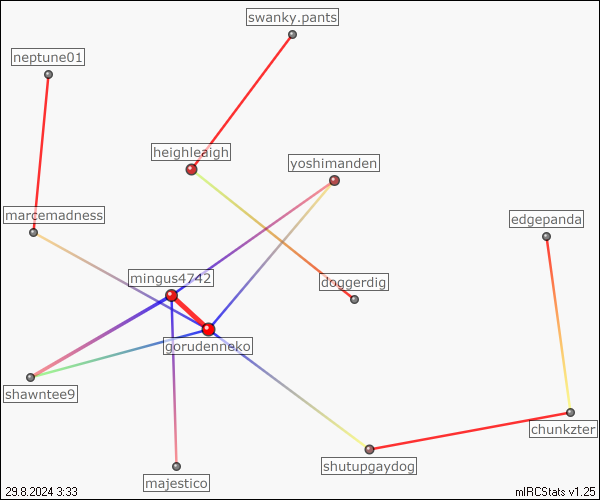 swanky.pants
neptune01
heighleaigh
yoshimanden
marcemadness
edgepanda
mingus4742
doggerdig
gorudenneko
shawntee9
chunkzter
shutupgaydog
majestico
29.8.2024 3:33
mIRCStats v1.25